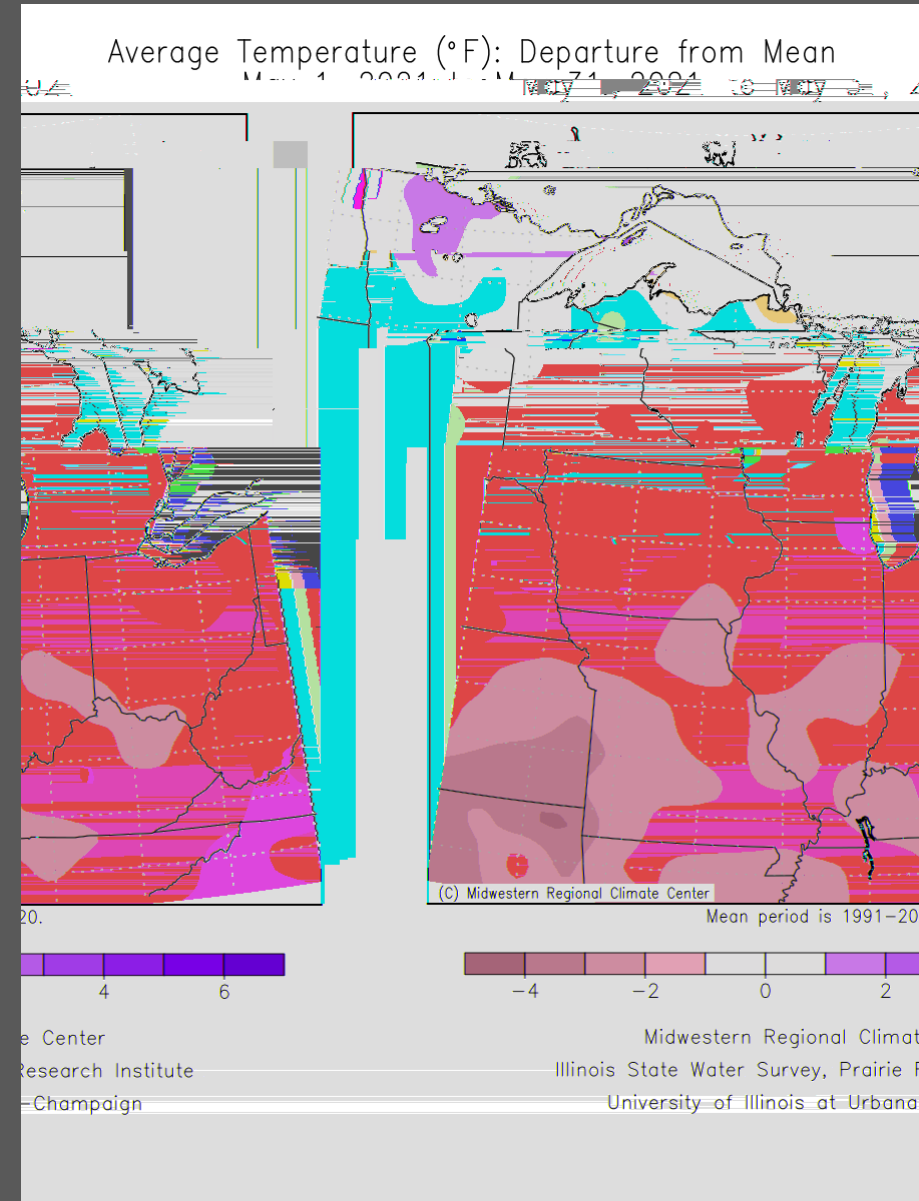 Average Temperature (°F): Departure from Mean
(C) Midwestern Regional Climate Center
20.
Mean period is 1991-20
4 6
-4 -2 0 2
e Center
Midwestern Regional Climat
Research Institute
Illinois State Water Survey, Prairie
-Champaign
University of Illinois at Urbana